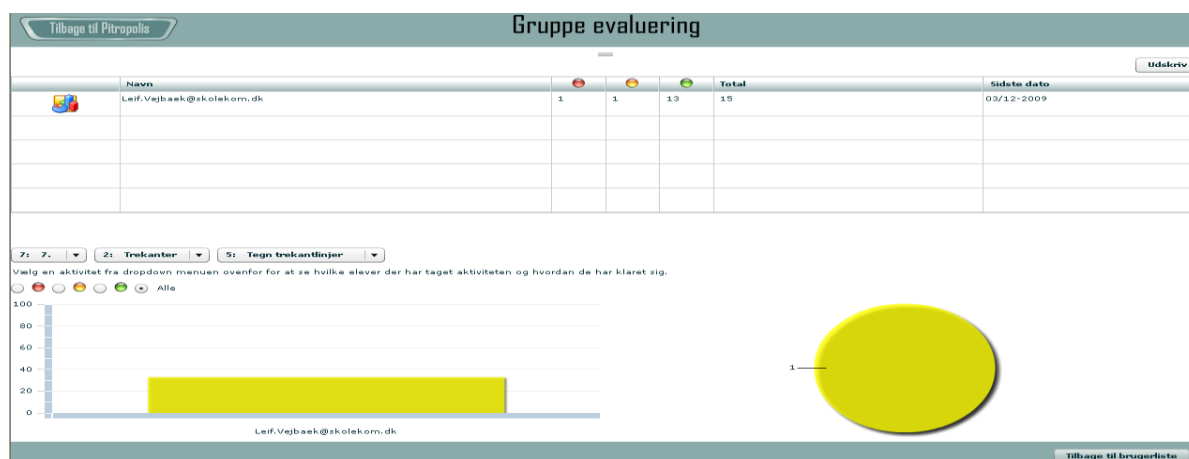 Tilbage til Pitropolis
Gruppe evaluering
Udskriv
Navn Total Sidste dato
Leif.Vejbaek@skolekom.dk 1 1 13 15 03/12-2009
7: 7. 2: Trekanter 5: Tegn trekantlinjer
Vælg en aktivitet fra dropdown menuen ovenfor for at se hvilke elever der har taget aktiviteten og hvordan de har klaret sig.
Alle
100
80
60
40
20
0
Leif.Vejbaek@skolekom.dk
1
Tilbage til brugerliste